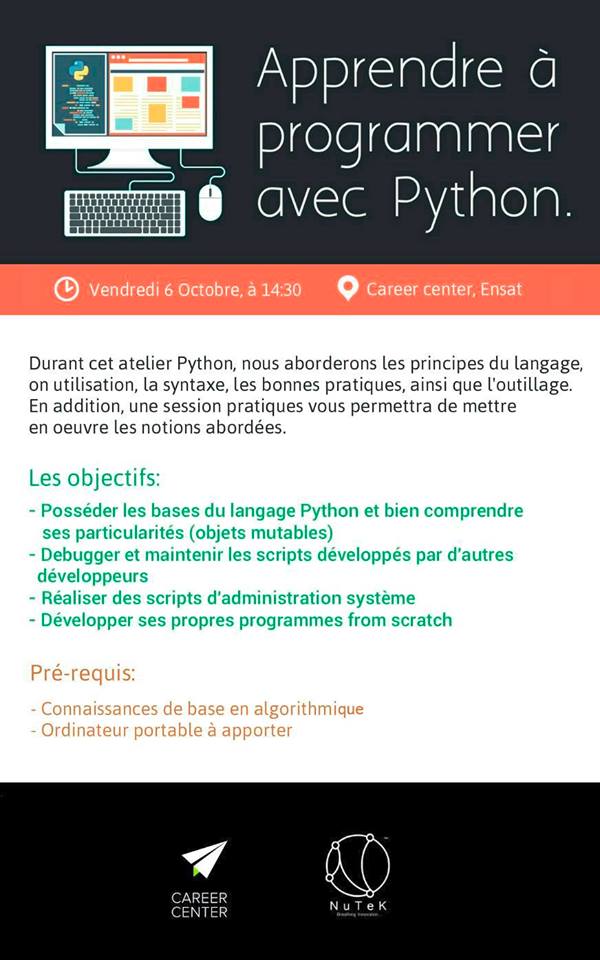 Apprendre à
programmer
avec Python.
Vendredi 6 Octobre, à 14:30
Career center, Ensat
Durant cet atelier Python, nous aborderons les principes du langage,
on utilisation, la syntaxe, les bonnes pratiques, ainsi que l'outillage.
En addition, une session pratiques vous permettra de mettre
en oeuvre les notions abordées.
Les objectifs:
- Posséder les bases du langage Python et bien comprendre
ses particularités (objets mutables)
- Debugger et maintenir les scripts développés par d'autres
développeurs
- Réaliser des scripts d'administration système
- Développer ses propres programmes from scratch
Pré-requis:
- Connaissances de base en algorithmique
- Ordinateur portable à apporter
CAREER
CENTER
NuTeK
Breathing Innovation...